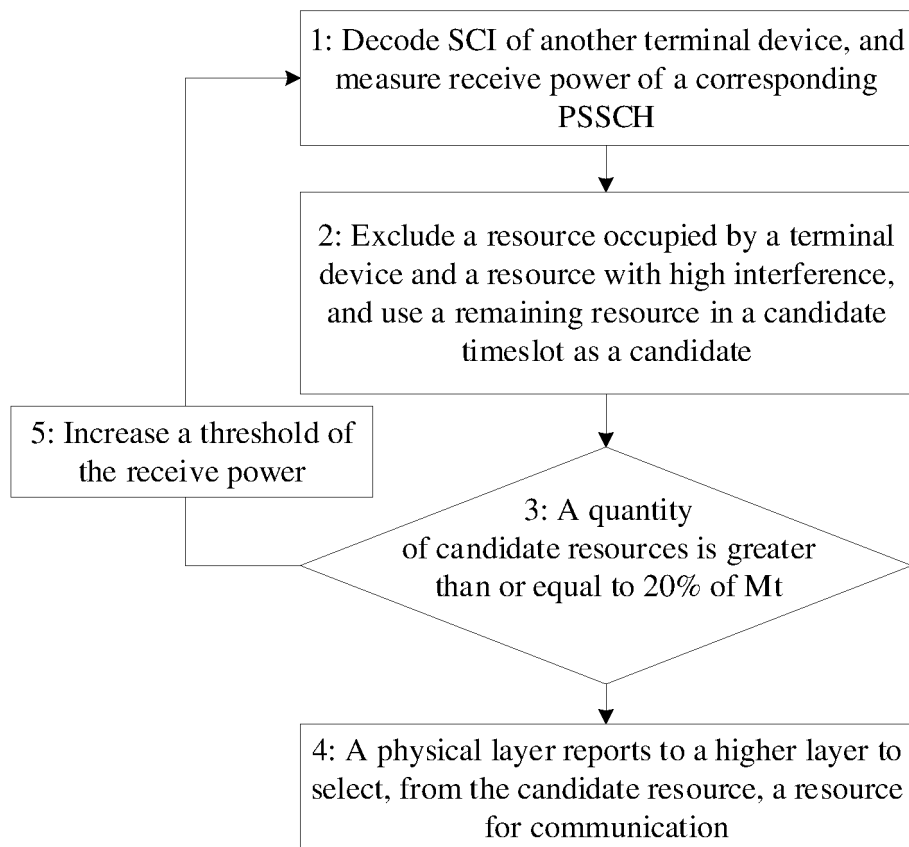 1: Decode SCI of another terminal device, and
measure receive power of a corresponding
PSSCH
2: Exclude a resource occupied by a terminal
device and a resource with high interference,
and use a remaining resource in a candidate
timeslot as a candidate
5: Increase a threshold of
the receive power
3: A quantity
of candidate resources is greater
than or equal to 20% of Mt
4: A physical layer reports to a higher layer to
select, from the candidate resource, a resource
for communication